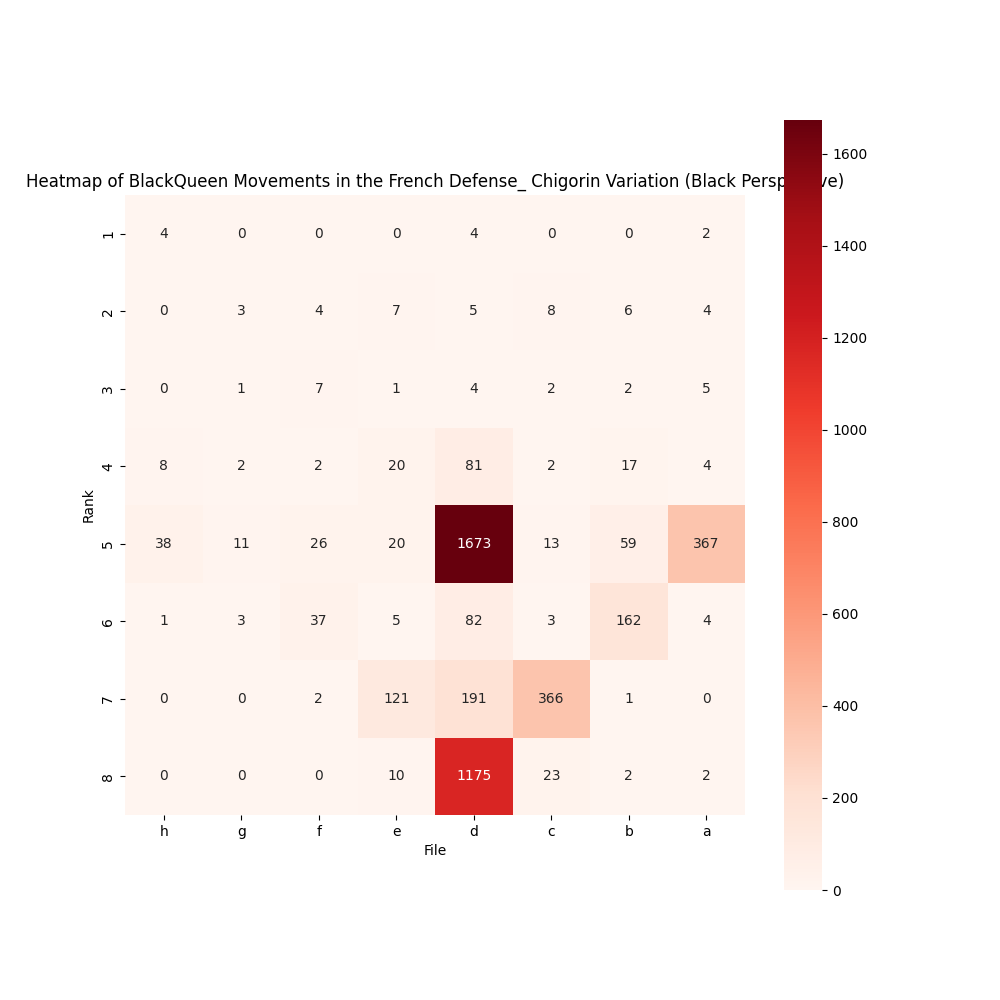 Heatmap of BlackQueen Movements in the French Defense_ Chigorin Variation (Black Perspective)
1 4 0 0 0 4 0 0 2
2 0 3 4 7 5 8 6 4
3 0 1 7 1 4 2 2 5
4 8 2 2 20 81 2 17 4
5 38 11 26 20 1673 13 59 367
6 1 3 37 5 82 3 162 4
7 0 0 2 121 191 366 1 0
8 0 0 0 10 1175 23 2 2
Rank
h g f e d c b a
File
1600
1400
1200
1000
800
600
400
200
0